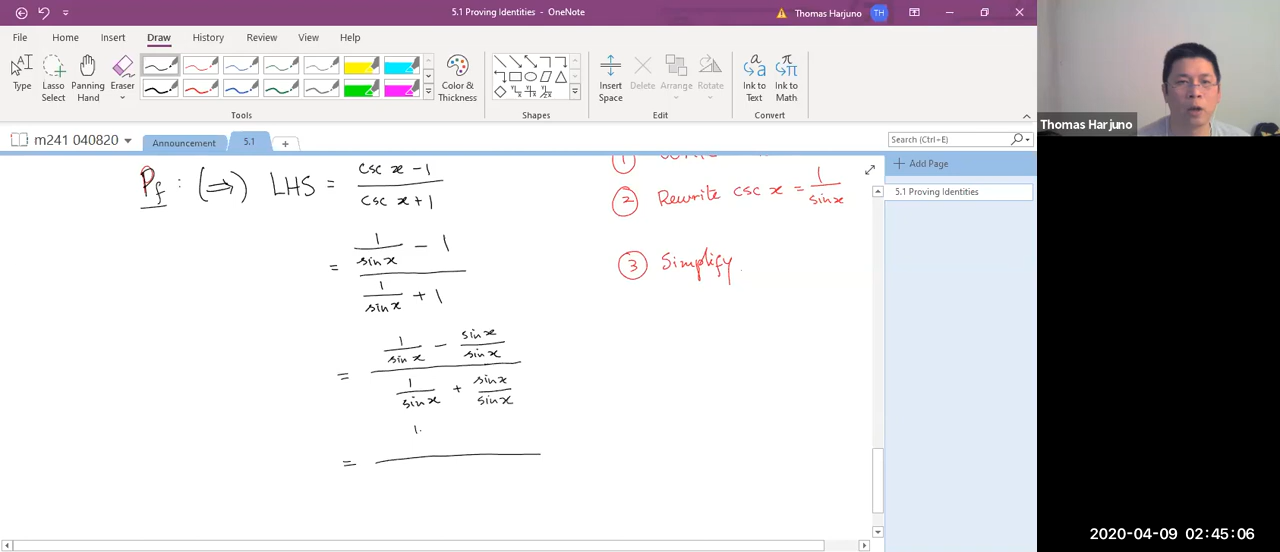 5.1 Proving Identities - OneNote
Thomas Harjuno TH
File Home Insert Draw History Review View Help
Type Lasso Select Panning Hand Eraser Color & Thickness Insert Space Delete Arrange Rotate Ink to Text Ink to Math
Tools Shapes Edit Convert
m241 040820 Announcement 5.1
Search (Ctrl+E)
Add Page
5.1 Proving Identities
Thomas Harjuno
Pf : (⟹) LHS = (csc x - 1)/(csc x + 1)
= (1/sin x - 1)/(1/sin x + 1)
= (1/sin x - sin x/sin x)/(1/sin x + sin x/sin x)
= 1
①
② Rewrite csc x = 1/sin x
③ Simplify.
2020-04-09 02:45:06